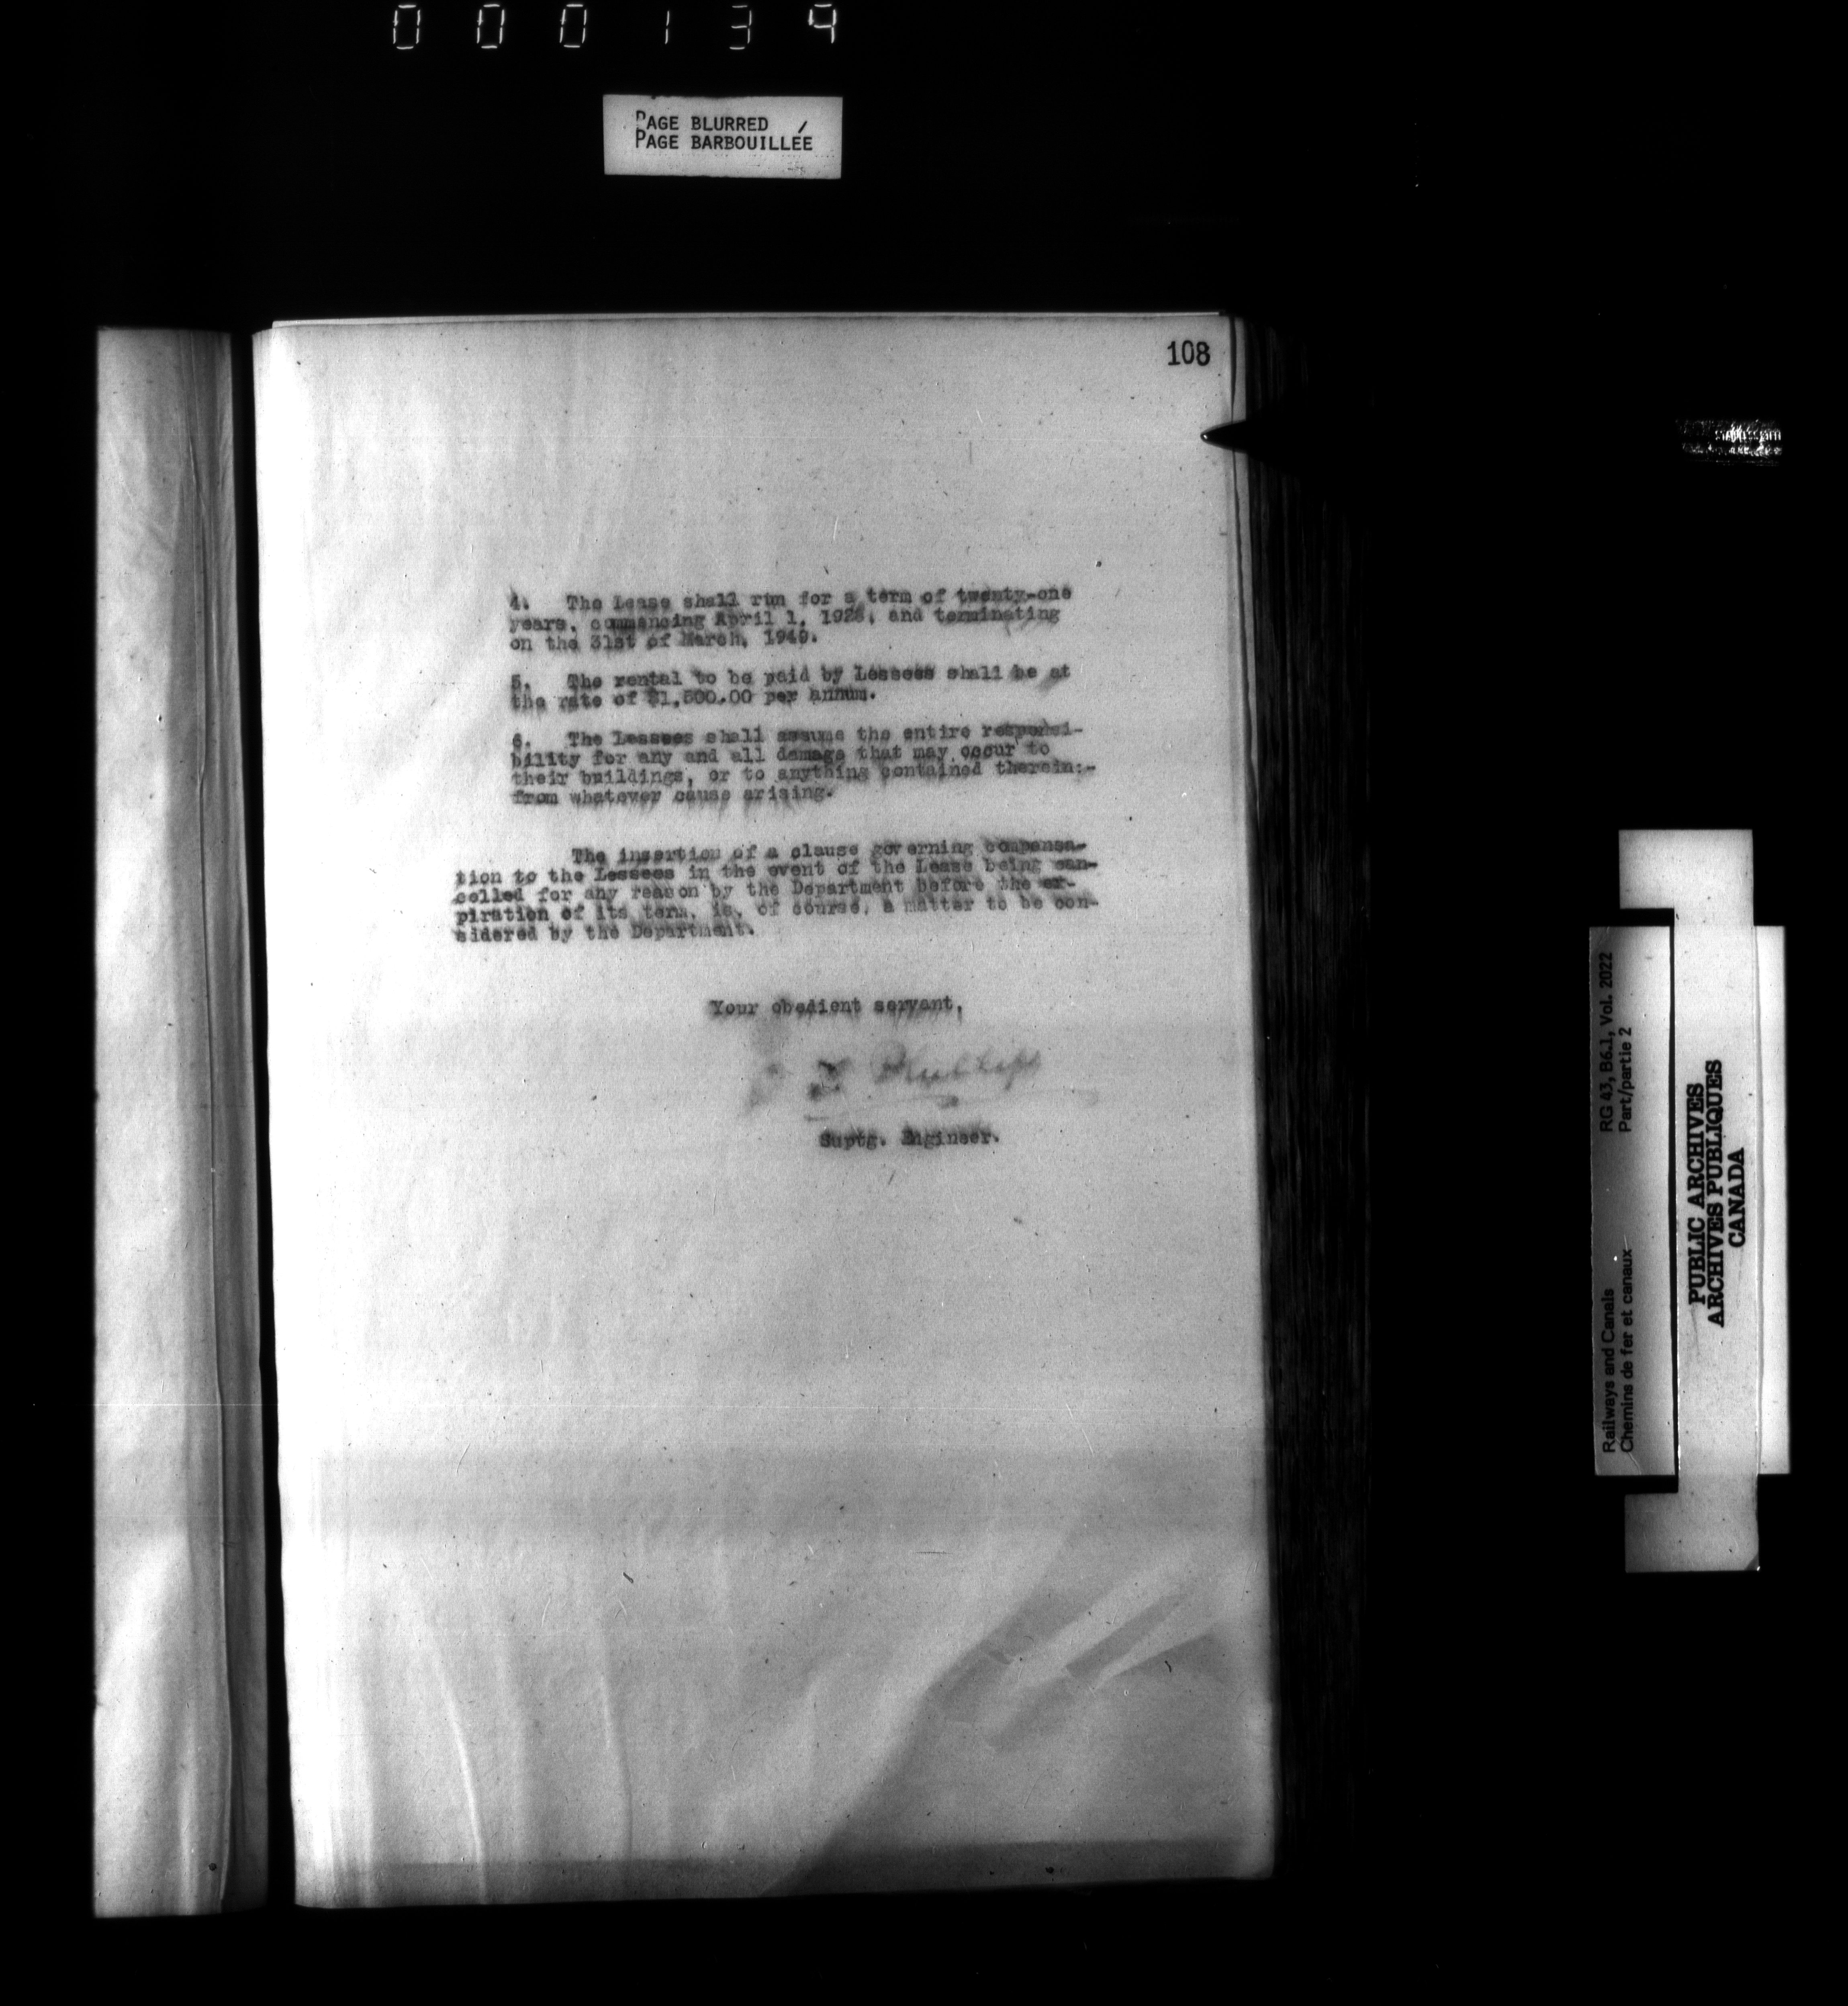 000134
PAGE BLURRED
PAGE BARBOUILLÉE
108
4. The Lease shall run for a term of twenty-one
years, commencing April 1, 1928, and terminating
on the 31st of March, 1949.
5. The rental to be paid by Lessees shall be at
the rate of $1,500.00 per annum.
6. The Lessees shall assume the entire responsi-
bility for any and all damage that may occur to
their buildings, or to anything contained therein:-
from whatever cause arising.
The insertion of a clause governing compensa-
tion to the Lessees in the event of the Lease being can-
celled for any reason by the Department before the ex-
piration of its term, is, of course, a matter to be con-
sidered by the Department.
Your obedient servant,
Phillips
Suptg. Engineer.
Railways and Canals RG 43, B6.1, Vol. 2022
Chemins de fer et canaux Part/partie 2
PUBLIC ARCHIVES
ARCHIVES PUBLIQUES
CANADA